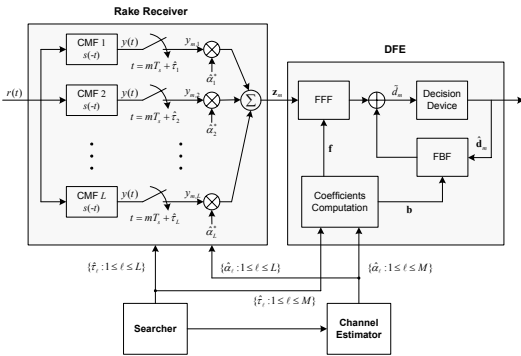 Rake Receiver
DFE
r(t)
CMF 1
s(-t)
y(t)
t = mT_s + τ̂_1
y_{m,1}
α̂_1^*
CMF 2
s(-t)
y(t)
t = mT_s + τ̂_2
y_{m,2}
α̂_2^*
CMF L
s(-t)
y(t)
t = mT_s + τ̂_L
y_{m,L}
α̂_L^*
Σ
z_m
FFF
d̃_m
Decision
Device
d̂_m
FBF
f
b
Coefficients
Computation
{τ̂_ℓ : 1 ≤ ℓ ≤ L}
{α̂_ℓ : 1 ≤ ℓ ≤ L}
{α̂_ℓ : 1 ≤ ℓ ≤ M}
{τ̂_ℓ : 1 ≤ ℓ ≤ M}
Searcher
Channel
Estimator